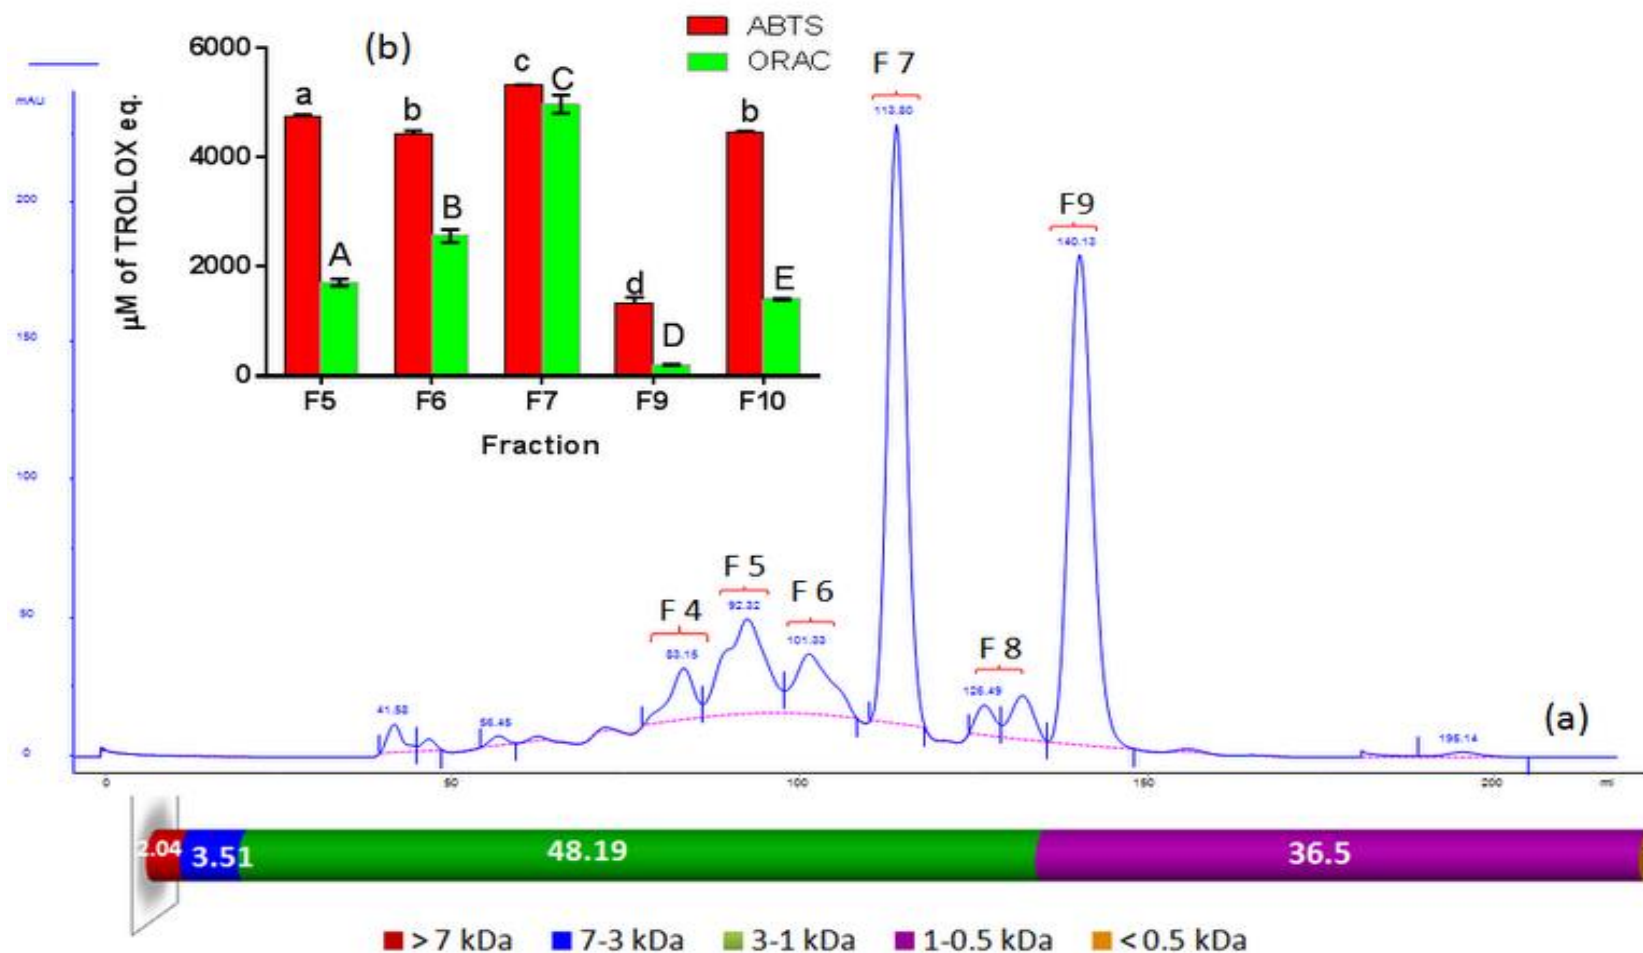 ABTS
ORAC
(b)
6000
4000
2000
0
µM of TROLOX eq.
a
A
b
B
c
C
d
D
b
E
F5
F6
F7
F9
F10
Fraction
mAU
200
150
100
50
0
F 7
113.80
F9
140.13
F 4
83.15
F 5
92.32
F 6
101.33
F 8
126.49
41.58
56.45
195.14
(a)
0
50
100
150
200
ml
2.04
3.51
48.19
36.5
> 7 kDa
7-3 kDa
3-1 kDa
1-0.5 kDa
< 0.5 kDa